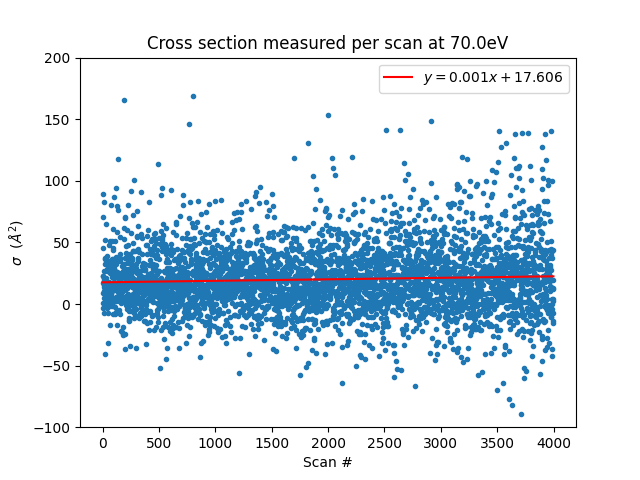 Cross section measured per scan at 70.0eV
y = 0.001x + 17.606
200
150
100
50
0
−50
−100
σ (Å²)
0 500 1000 1500 2000 2500 3000 3500 4000
Scan #